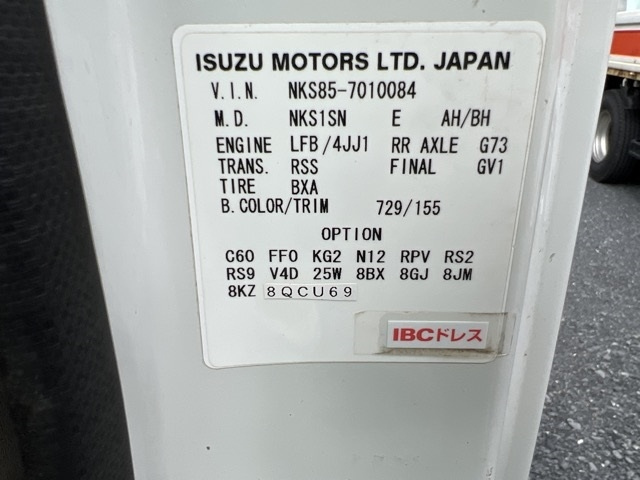 ISUZU MOTORS LTD. JAPAN
V.I.N. NKS85-7010084
M.D. NKS1SN E AH/BH
ENGINE LFB/4JJ1 RR AXLE G73
TRANS. RSS FINAL GV1
TIRE BXA
B.COLOR/TRIM 729/155
OPTION
C60 FF0 KG2 N12 RPV RS2
RS9 V4D 25W 8BX 8GJ 8JM
8KZ 8QCU69
IBCドレス